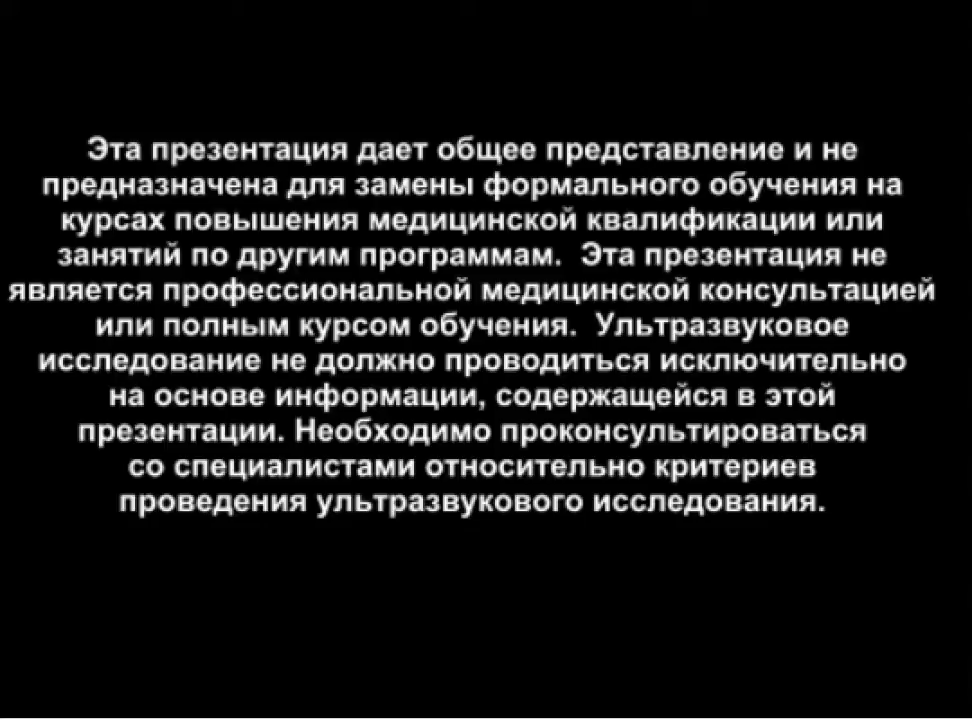 Эта презентация дает общее представление и не
предназначена для замены формального обучения на
курсах повышения медицинской квалификации или
занятий по другим программам.  Эта презентация не
является профессиональной медицинской консультацией
или полным курсом обучения.  Ультразвуковое
исследование не должно проводиться исключительно
на основе информации, содержащейся в этой
презентации. Необходимо проконсультироваться
со специалистами относительно критериев
проведения ультразвукового исследования.